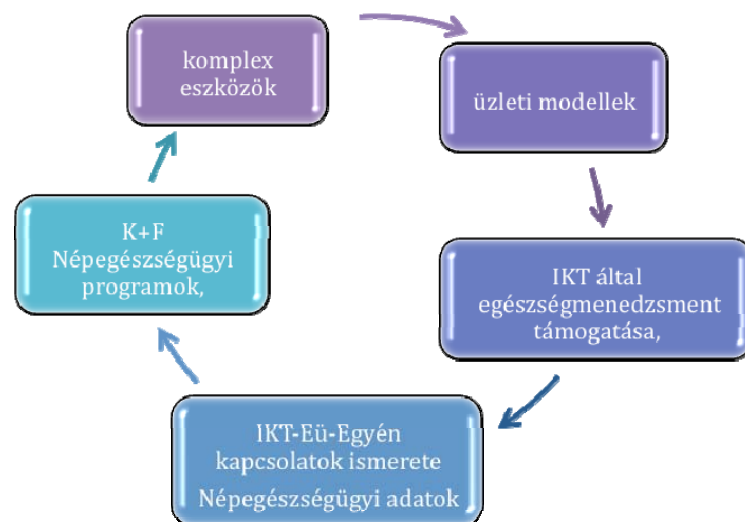 komplex
eszközök
üzleti modellek
IKT által
egészségmenedzsment
támogatása,
IKT-Eü-Egyén
kapcsolatok ismerete
Népegészségügyi adatok
K+F
Népegészségügyi
programok,